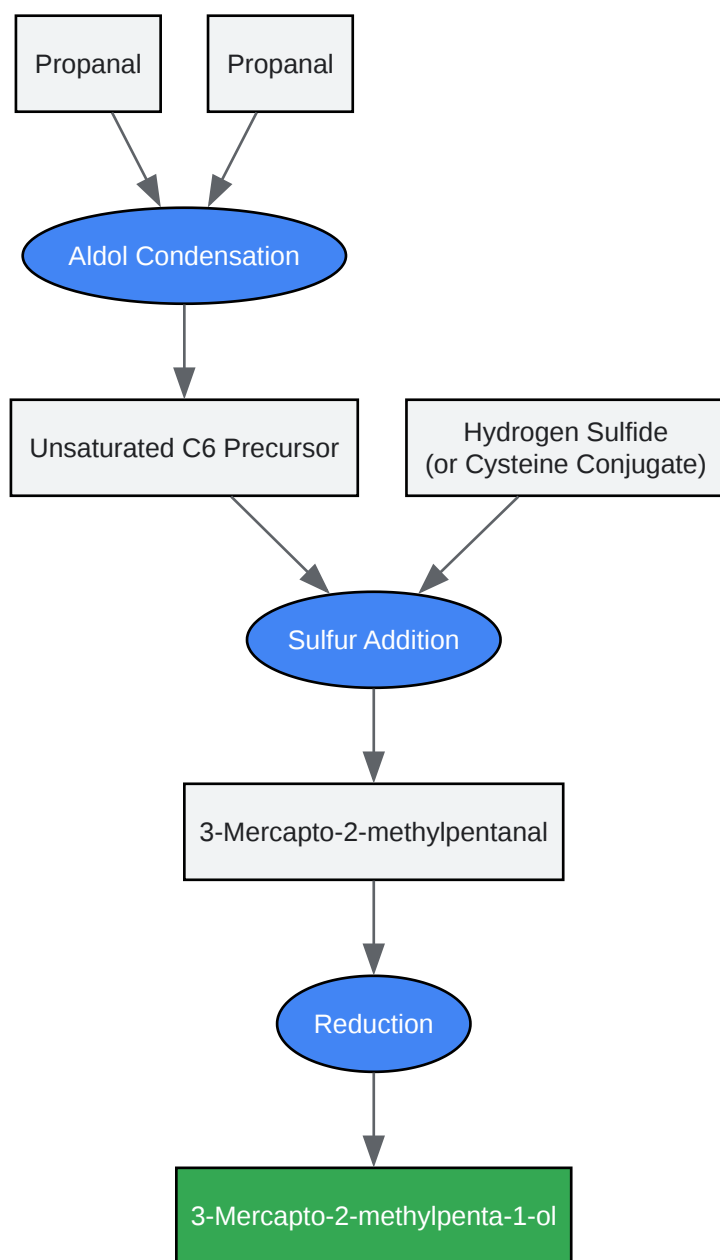 Propanal
Propanal
Aldol Condensation
Unsaturated C6 Precursor
Hydrogen Sulfide
(or Cysteine Conjugate)
Sulfur Addition
3-Mercapto-2-methylpentanal
Reduction
3-Mercapto-2-methylpenta-1-ol